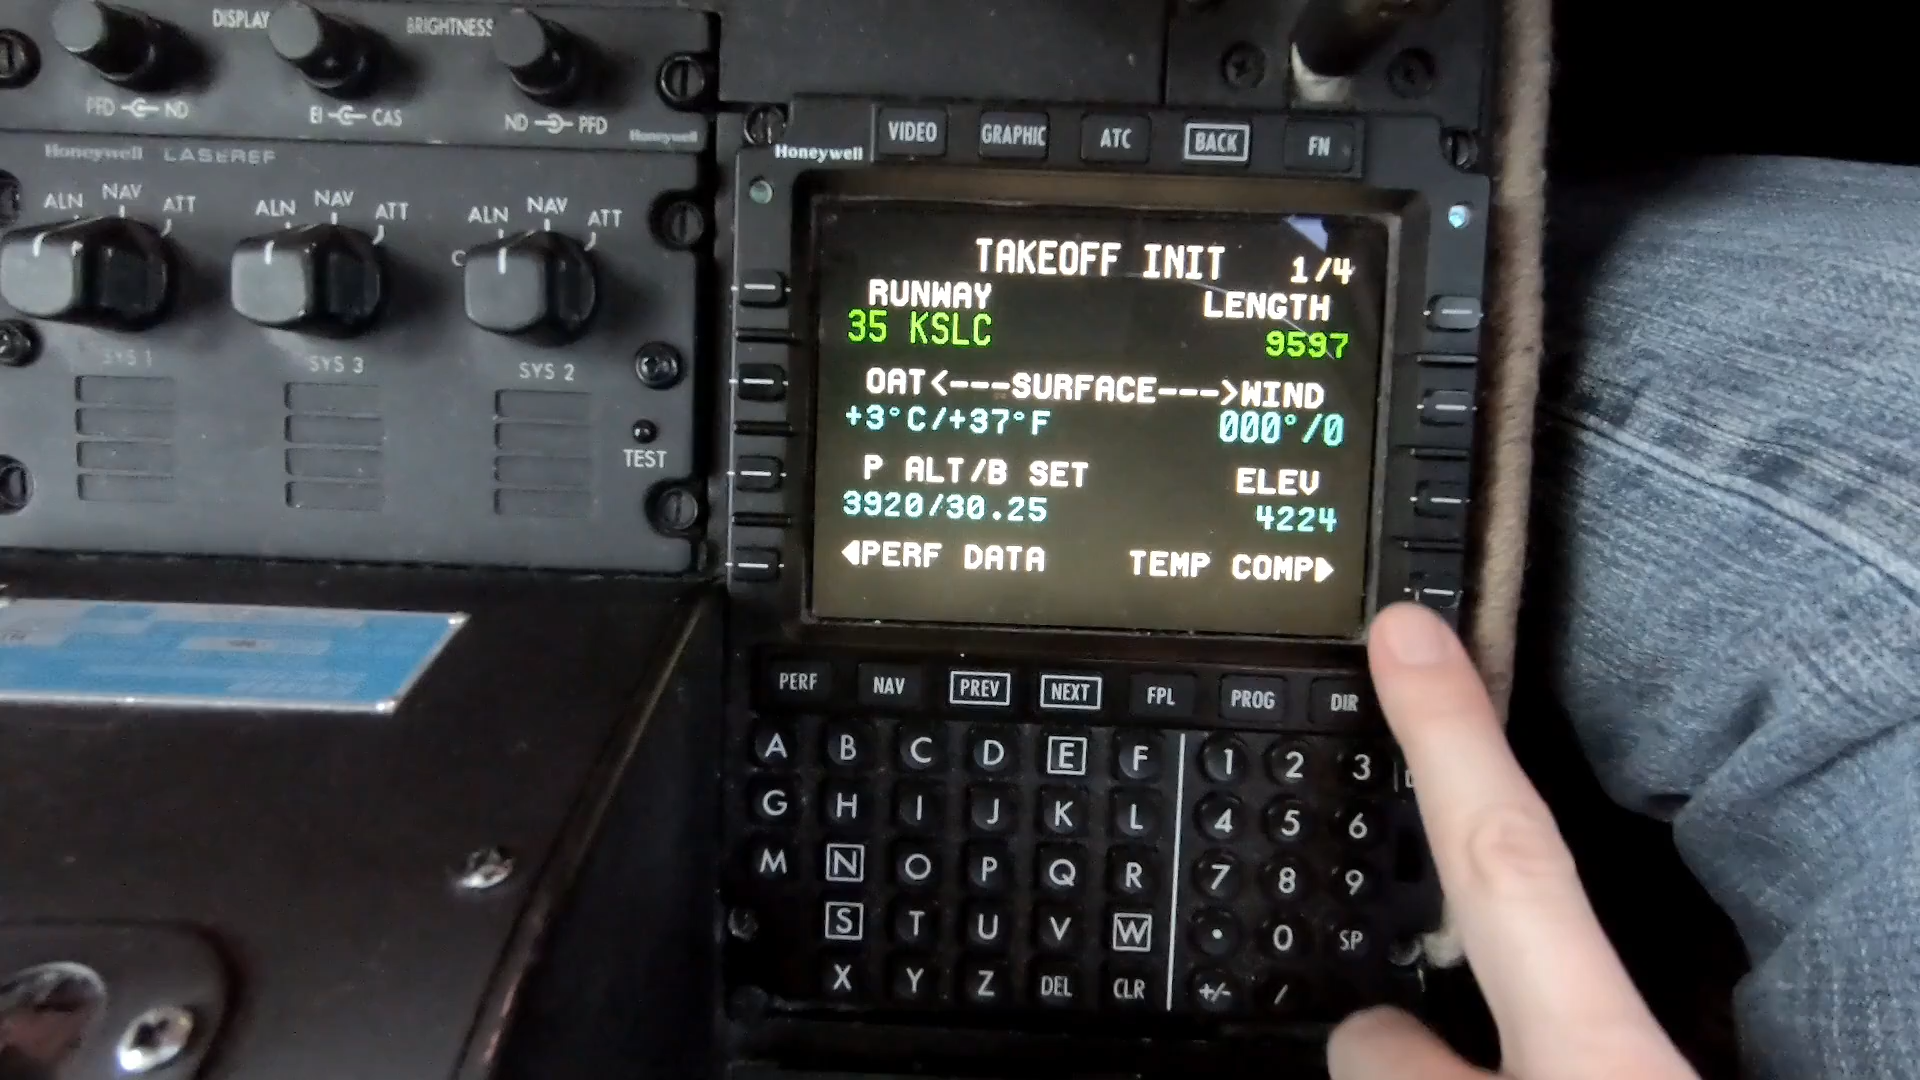 DISPLAY BRIGHTNESS
PFD ND
EI CAS
ND PFD
Honeywell
Honeywell LASEREF
ALN NAV ATT
ALN NAV ATT
ALN NAV ATT
SYS 1
SYS 3
SYS 2
TEST
VIDEO GRAPHIC ATC BACK FN
Honeywell
TAKEOFF INIT 1/4
RUNWAY LENGTH
35 KSLC 9597
OAT<---SURFACE--->WIND
+3°C/+37°F 000°/0
P ALT/B SET ELEV
3920/30.25 4224
◀PERF DATA TEMP COMP▶
PERF NAV PREV NEXT FPL PROG DIR
A B C D E F 1 2 3
G H I J K L 4 5 6
M N O P Q R 7 8 9
S T U V W • 0 SP
X Y Z DEL CLR +/- /